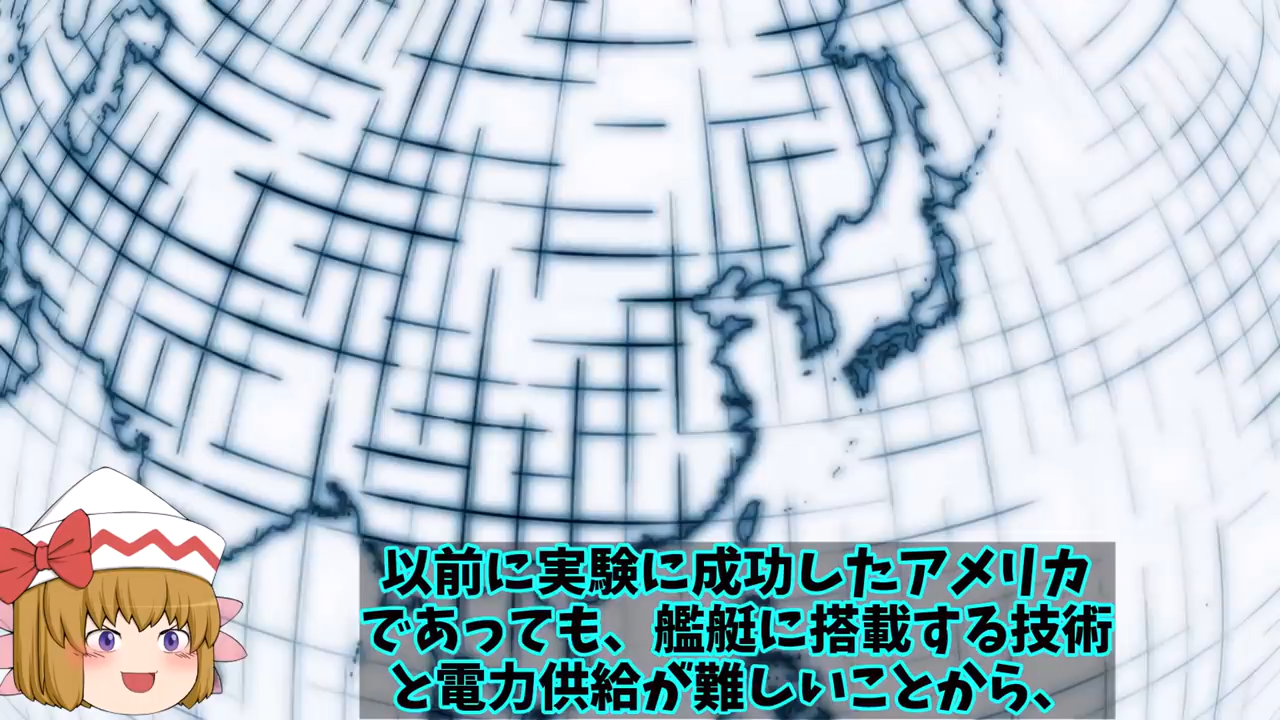 以前に実験に成功したアメリカ
であっても、艦艇に搭載する技術
と電力供給が難しいことから、